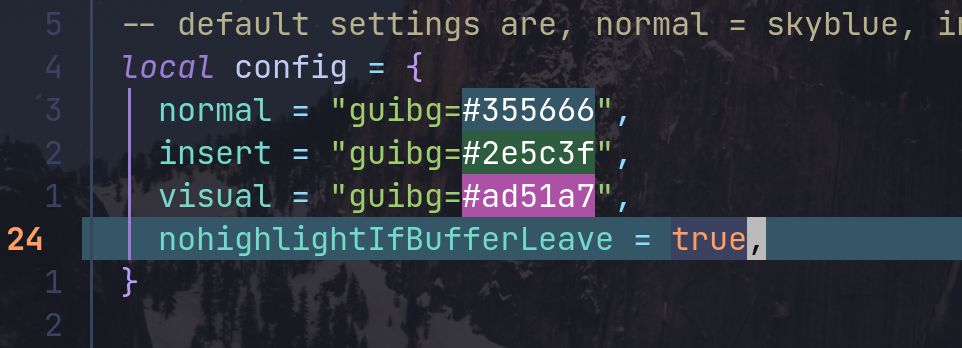 5 -- default settings are, normal = skyblue,
4 local config = {
3 normal = "guibg=#355666",
2 insert = "guibg=#2e5c3f",
1 visual = "guibg=#ad51a7",
24 nohighlightIfBufferLeave = true,
1 }
2